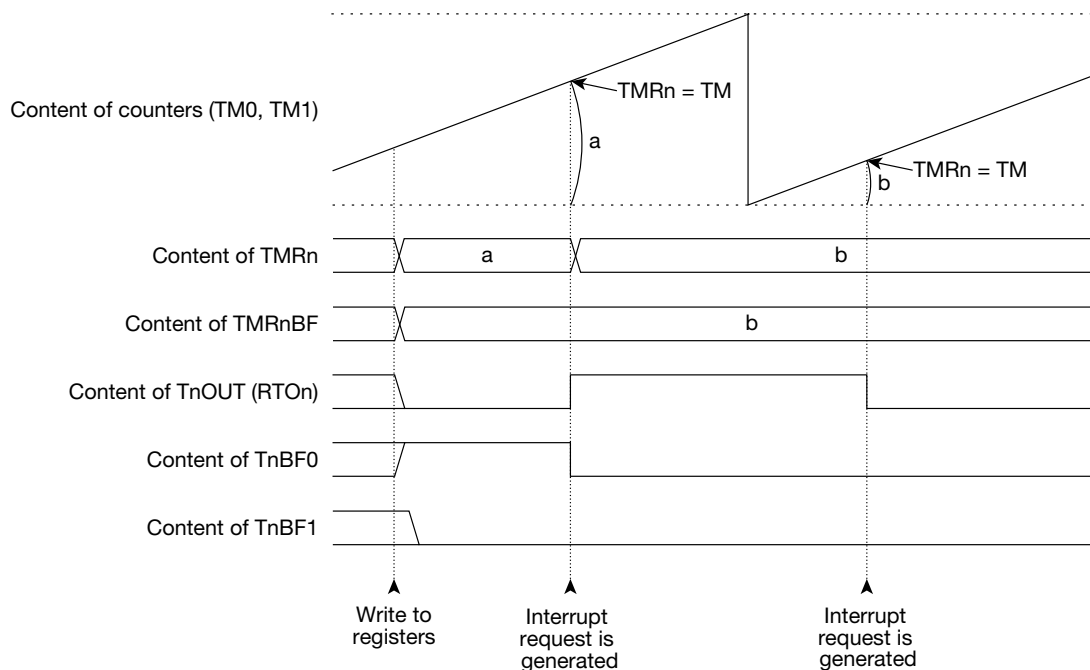 TMRn = TM
Content of counters (TM0, TM1)
a
TMRn = TM
b
Content of TMRn
a
b
Content of TMRnBF
b
Content of TnOUT (RTOn)
Content of TnBF0
Content of TnBF1
Write to
registers
Interrupt
request is
generated
Interrupt
request is
generated